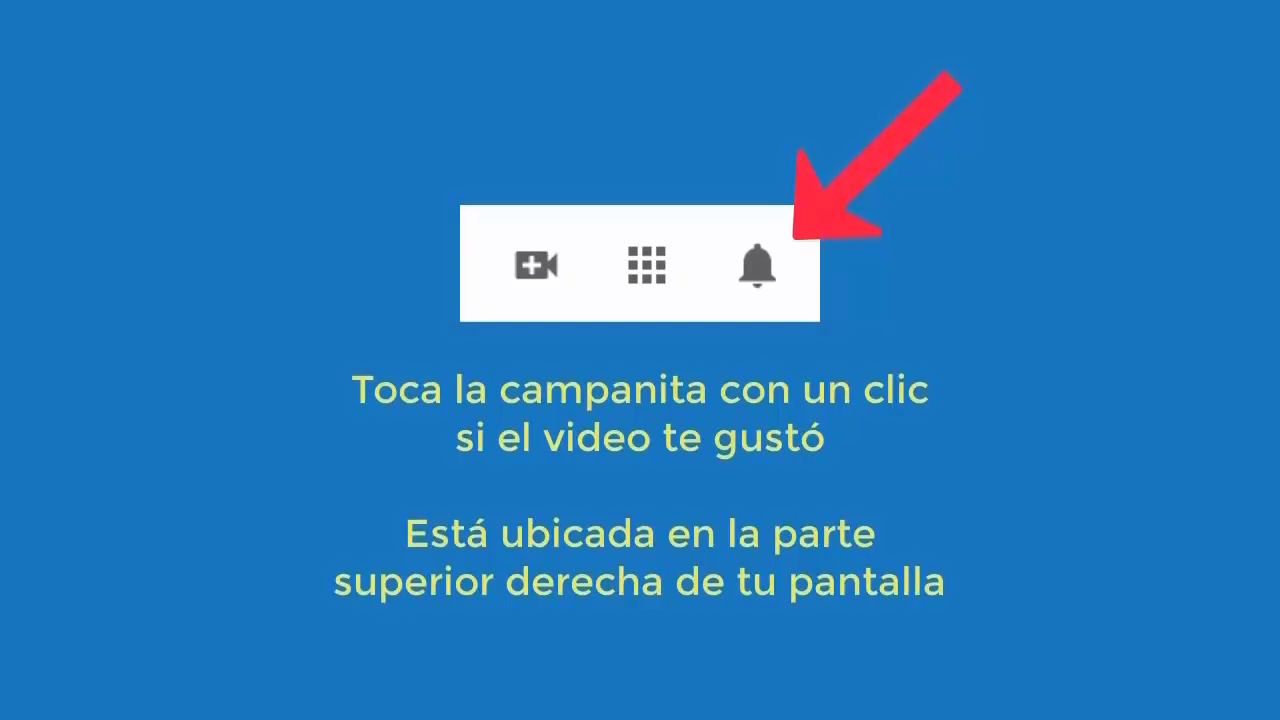 Toca la campanita con un clic
si el video te gustó
Está ubicada en la parte
superior derecha de tu pantalla